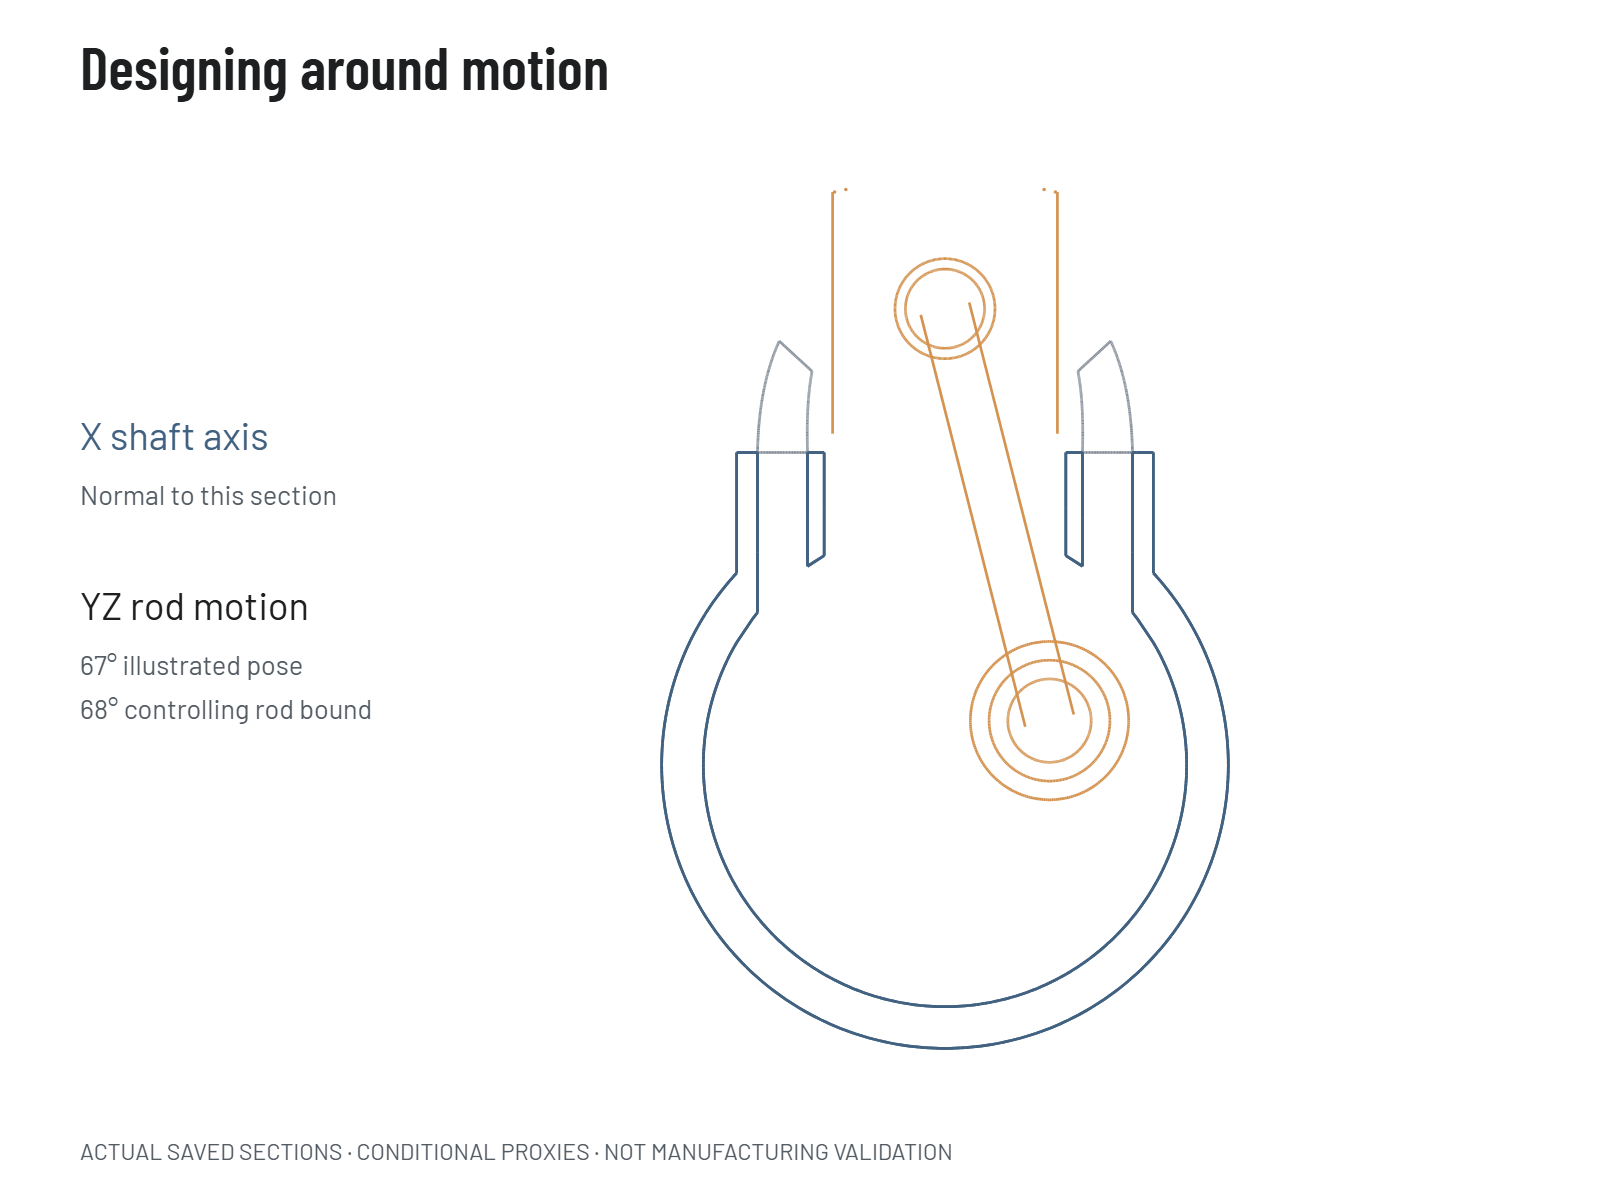 Designing around motion
X shaft axis
Normal to this section
YZ rod motion
67° illustrated pose
68° controlling rod bound
ACTUAL SAVED SECTIONS · CONDITIONAL PROXIES · NOT MANUFACTURING VALIDATION